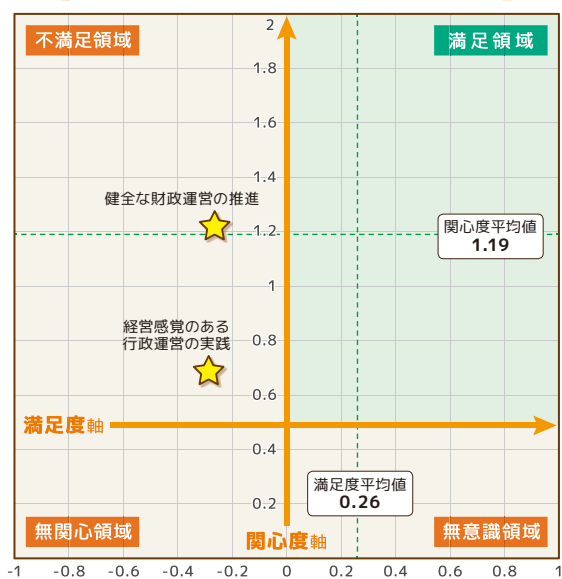 不満足領域
満足領域
2
1.8
1.6
1.4
健全な財政運営の推進
1.2
関心度平均値
1.19
1
経営感覚のある
行政運営の実践
0.8
0.6
満足度軸
0.4
満足度平均値
0.26
0.2
無関心領域
関心度軸
無意識領域
-1 -0.8 -0.6 -0.4 -0.2 0 0.2 0.4 0.6 0.8 1